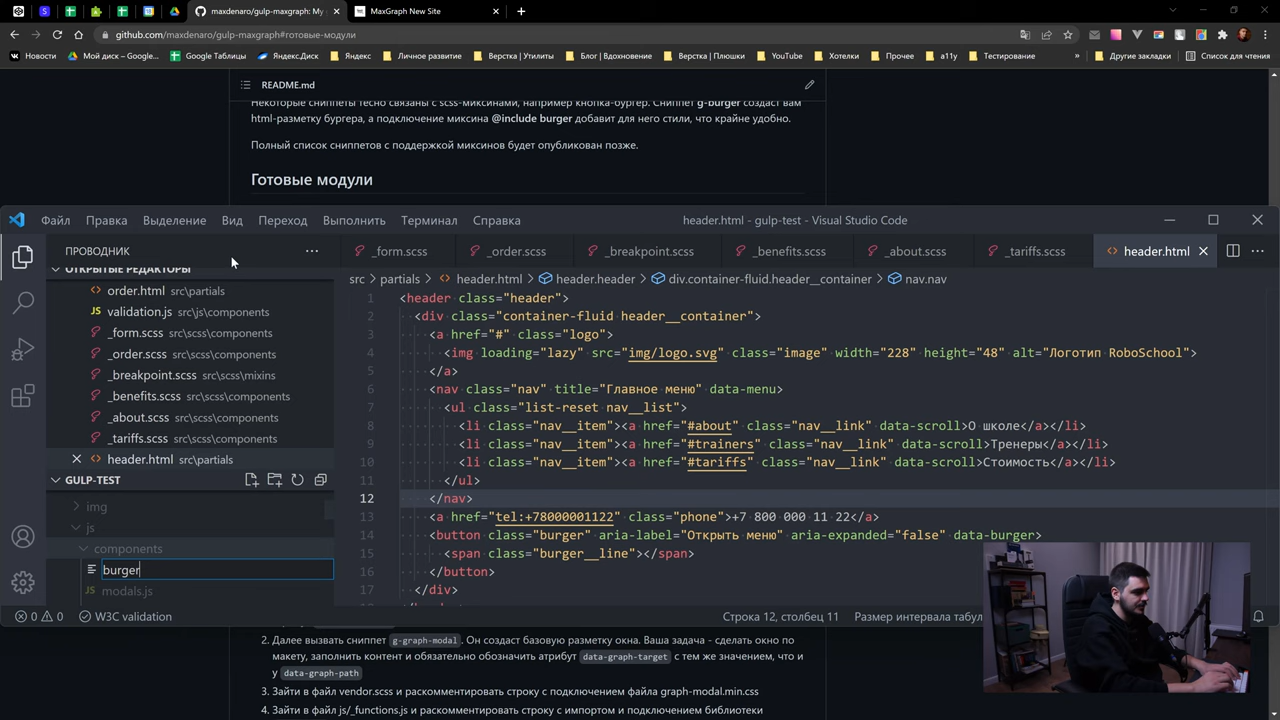 maxdenaro/gulp-maxgraph: My
MaxGraph New Site
github.com/maxdenaro/gulp-maxgraph#готовые-модули
Новости
Мой диск – Google...
Google Таблицы
Яндекс.Диск
Яндекс
Личное развитие
Верстка | Утилиты
Блог | Вдохновение
Верстка | Плюшки
YouTube
Хотелки
Прочее
a11y
Тестирование
»
Другие закладки
Список для чтения
README.md
Некоторые сниппеты тесно связаны с scss-миксинами, например кнопка-бургер. Сниппет g-burger создаст вам
html-разметку бургера, а подключение миксина @include burger добавит для него стили, что крайне удобно.
Полный список сниппетов с поддержкой миксинов будет опубликован позже.
Готовые модули
Файл Правка Выделение Вид Переход Выполнить Терминал Справка
header.html - gulp-test - Visual Studio Code
ПРОВОДНИК
_form.scss _order.scss _breakpoint.scss _benefits.scss _about.scss _tariffs.scss header.html
ОТКРЫТЫЕ РЕДАКТОРЫ
order.html src\partials
validation.js src\js\components
_form.scss src\scss\components
_order.scss src\scss\components
_breakpoint.scss src\scss\mixins
_benefits.scss src\scss\components
_about.scss src\scss\components
_tariffs.scss src\scss\components
header.html src\partials
GULP-TEST
img
js
components
burger
modals.js
src > partials > header.html > header.header > div.container-fluid.header__container > nav.nav
1 <header class="header">
2 <div class="container-fluid header__container">
3 <a href="#" class="logo">
4 <img loading="lazy" src="img/logo.svg" class="image" width="228" height="48" alt="Логотип RoboSchool">
5 </a>
6 <nav class="nav" title="Главное меню" data-menu>
7 <ul class="list-reset nav__list">
8 <li class="nav__item"><a href="#about" class="nav__link" data-scroll>О школе</a></li>
9 <li class="nav__item"><a href="#trainers" class="nav__link" data-scroll>Тренеры</a></li>
10 <li class="nav__item"><a href="#tariffs" class="nav__link" data-scroll>Стоимость</a></li>
11 </ul>
12 </nav>
13 <a href="tel:+78000001122" class="phone">+7 800 000 11 22</a>
14 <button class="burger" aria-label="Открыть меню" aria-expanded="false" data-burger>
15 <span class="burger__line"></span>
16 </button>
17 </div>
0 0 W3C validation
Строка 12, столбец 11
Размер интервала табул
2. Далее вызвать сниппет g-graph-modal. Он создаст базовую разметку окна. Ваша задача - сделать окно по
макету, заполнить контент и обязательно обозначить атрибут data-graph-target с тем же значением, что и
у data-graph-path
3. Зайти в файл vendor.scss и раскомментировать строку с подключением файла graph-modal.min.css
4. Зайти в файл js/_functions.js и раскомментировать строку с импортом и подключением библиотеки